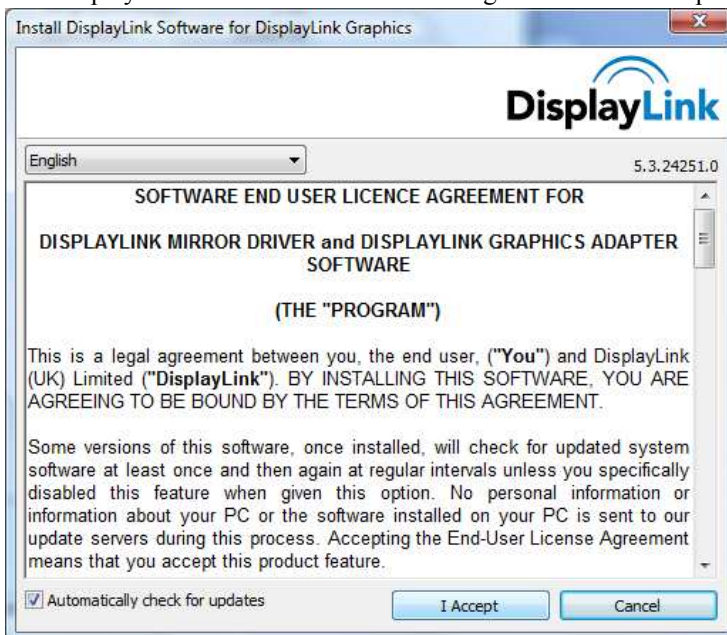 Install DisplayLink Software for DisplayLink Graphics
DisplayLink
English
5.3.24251.0
SOFTWARE END USER LICENCE AGREEMENT FOR
DISPLAYLINK MIRROR DRIVER and DISPLAYLINK GRAPHICS ADAPTER
SOFTWARE
(THE "PROGRAM")
This is a legal agreement between you, the end user, ("You") and DisplayLink
(UK) Limited ("DisplayLink"). BY INSTALLING THIS SOFTWARE, YOU ARE
AGREEING TO BE BOUND BY THE TERMS OF THIS AGREEMENT.
Some versions of this software, once installed, will check for updated system
software at least once and then again at regular intervals unless you specifically
disabled this feature when given this option. No personal information or
information about your PC or the software installed on your PC is sent to our
update servers during this process. Accepting the End-User License Agreement
means that you accept this product feature.
Automatically check for updates
I Accept
Cancel